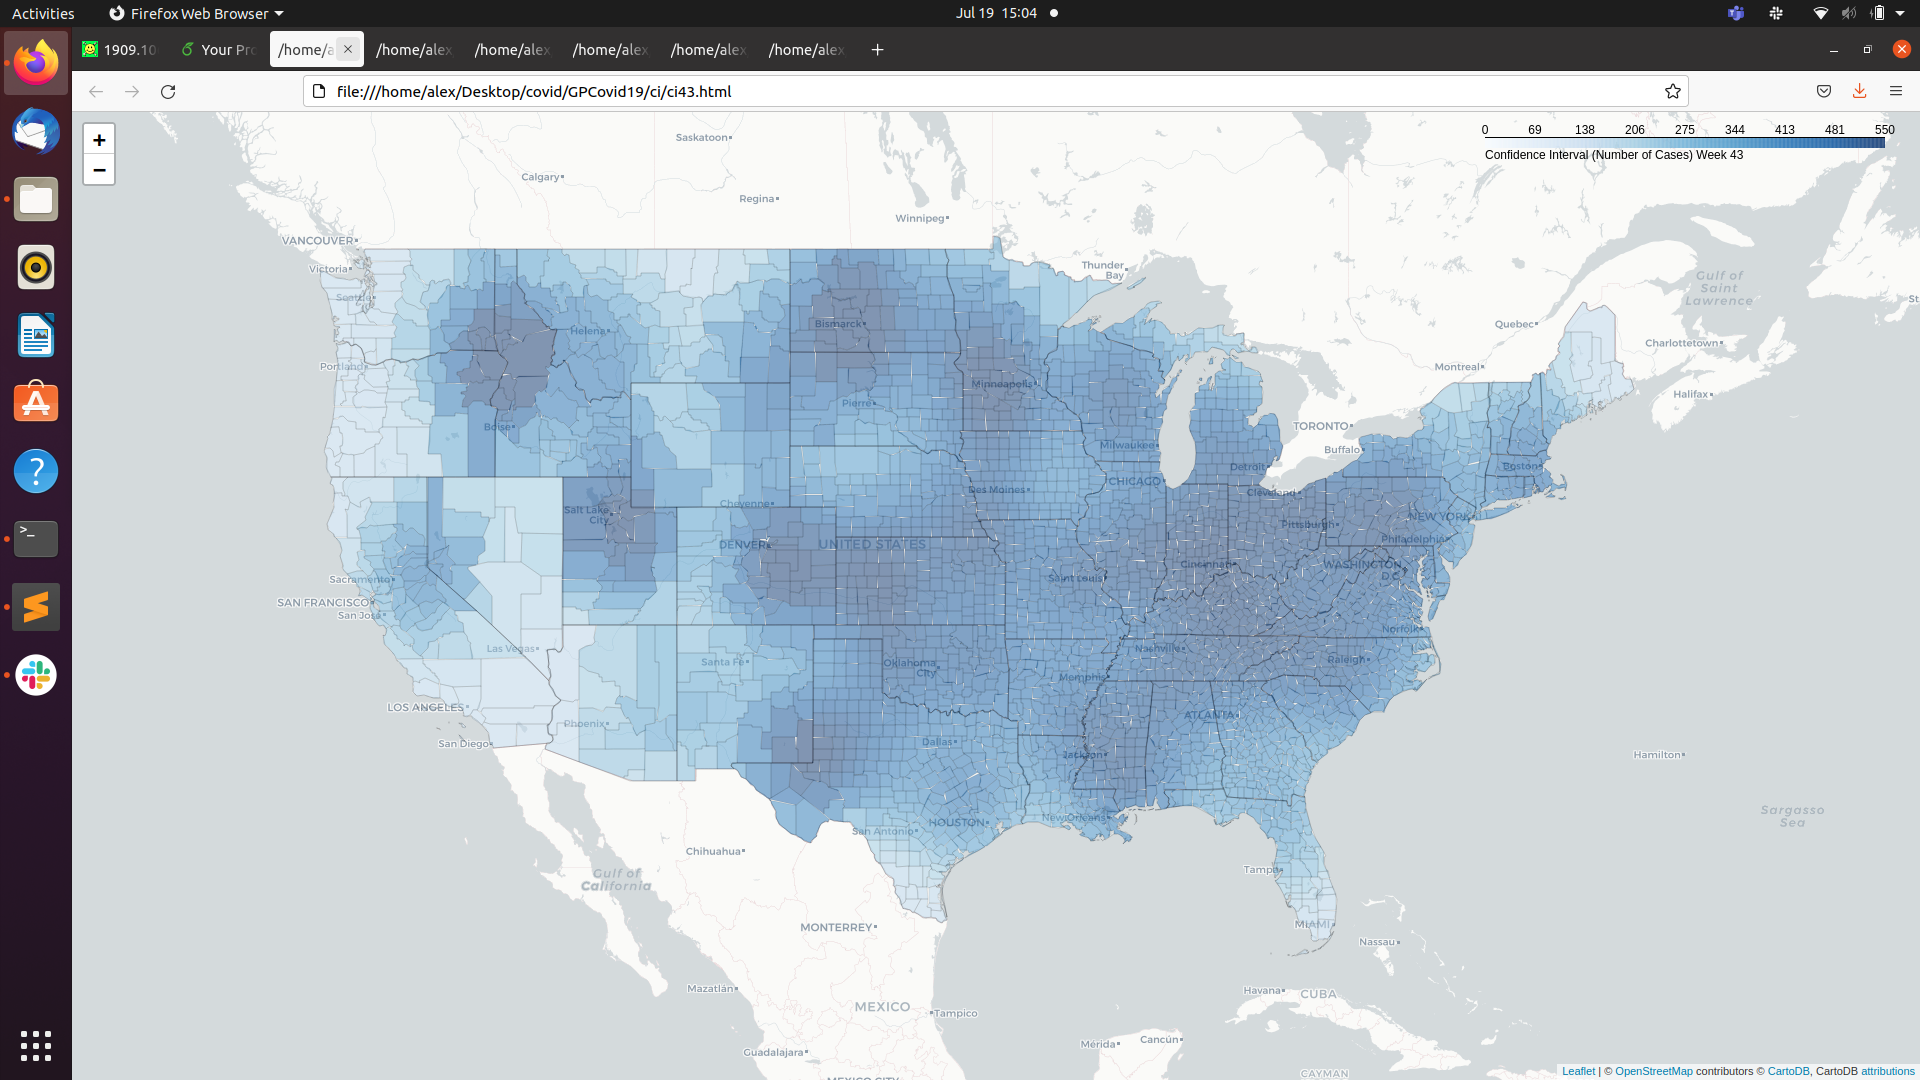 Activities
Firefox Web Browser
Jul 19 15:04
1909.10
Your Pr
/home/a
/home/alex
/home/alex
/home/alex
/home/alex
/home/alex
file:///home/alex/Desktop/covid/GPCovid19/ci/ci43.html
+
−
0 69 138 206 275 344 413 481 550
Confidence Interval (Number of Cases) Week 43
Saskatoon
Calgary
Regina
Winnipeg
VANCOUVER
Victoria
Seattle
Thunder
Bay
Gulf of
Saint
Lawrence
St
Helena
Bismarck
Quebec
Charlottetown
Portland
Montreal
Halifax
Minneapolis
Pierre
Boise
TORONTO
Buffalo
Milwaukee
Detroit
Boston
CHICAGO
Des Moines
Cleveland
Cheyenne
Salt Lake
City
NEW YORK
Pittsburgh
Philadelphia
DENVER
UNITED STATES
Cincinnati
WASHINGTON
D.C.
Saint Louis
Sacramento
SAN FRANCISCO
San Jose
Norfolk
Las Vegas
Nashville
Raleigh
Santa Fe
Oklahoma
City
Memphis
LOS ANGELES
Phoenix
ATLANTA
San Diego
Dallas
Jackson
Hamilton
HOUSTON
New Orleans
San Antonio
Sargasso
Sea
Chihuahua
Gulf of
California
Tampa
MONTERREY
MIAMI
Nassau
Mazatlán
MEXICO
Tampico
Havana
CUBA
Mérida
Cancún
Guadalajara
MEXICO CITY
CAYMAN
Leaflet | © OpenStreetMap contributors © CartoDB, CartoDB attributions